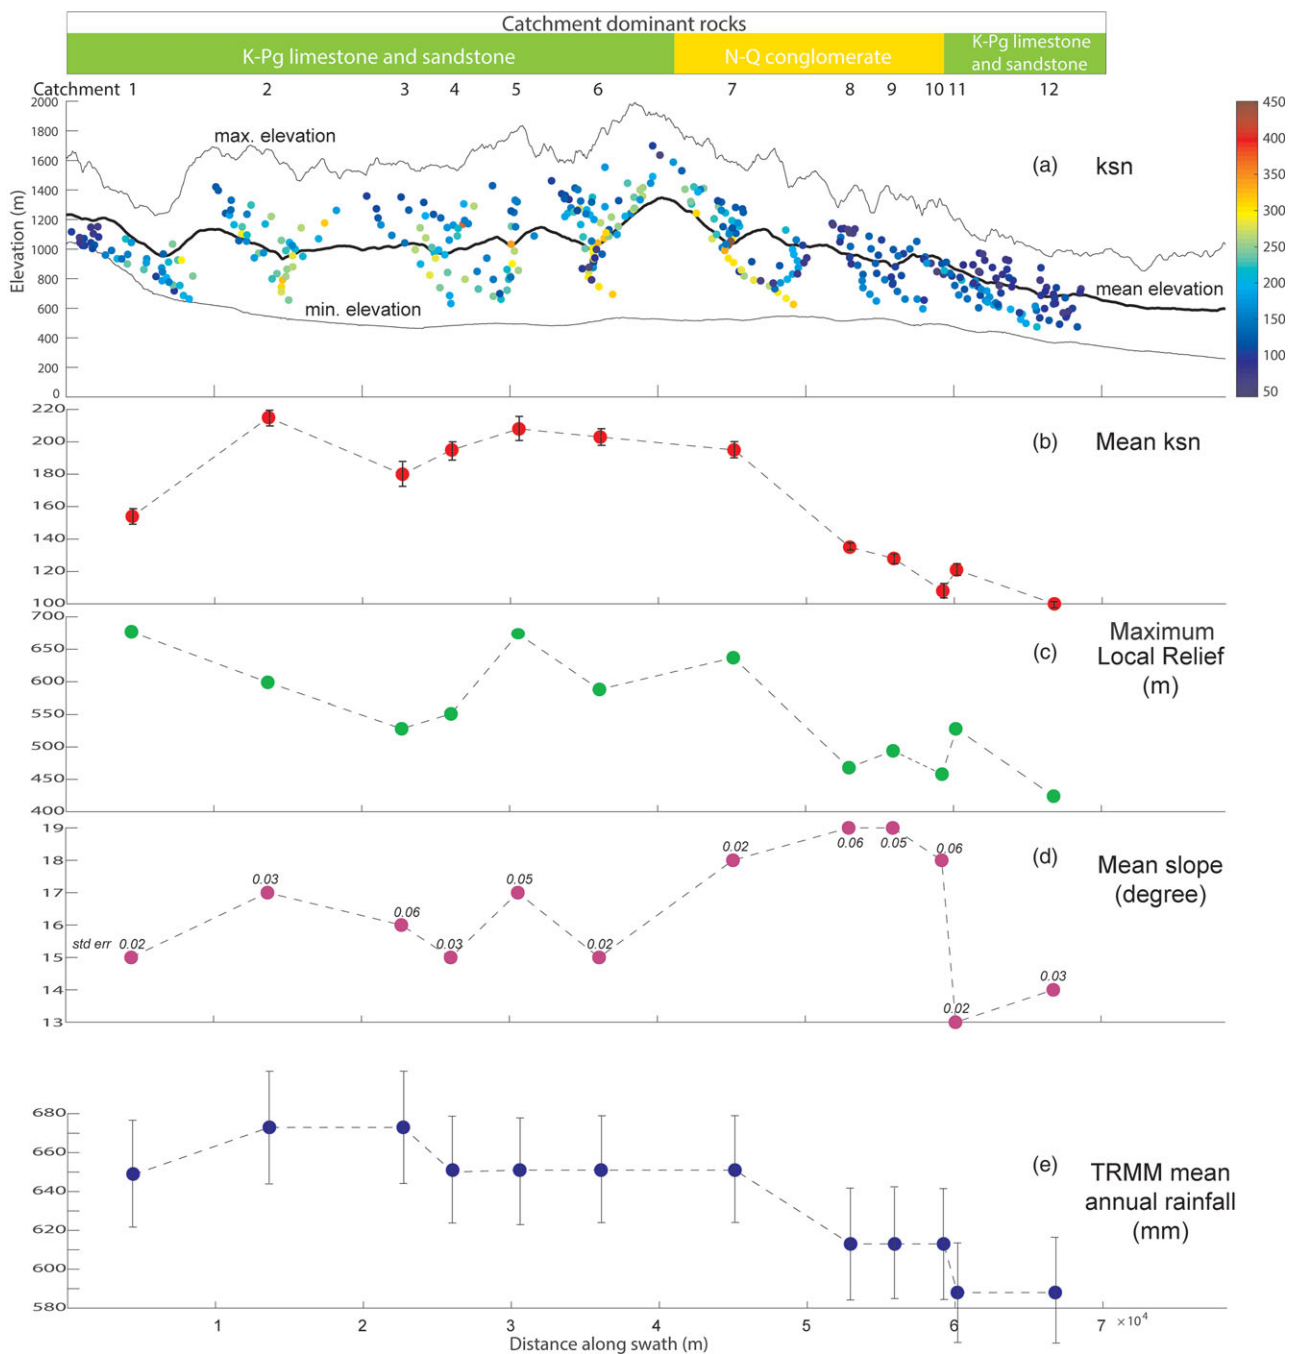 Catchment dominant rocks
K-Pg limestone and sandstone
N-Q conglomerate
K-Pg limestone
and sandstone
Catchment 1 2 3 4 5 6 7 8 9 10 11 12
2000
1800
1600
1400
1200
1000
800
600
400
200
0
Elevation (m)
max. elevation
min. elevation
mean elevation
(a) ksn
450
400
350
300
250
200
150
100
50
220
200
180
160
140
120
100
(b) Mean ksn
700
650
600
550
500
450
400
(c) Maximum
Local Relief
(m)
19
18
17
16
15
14
13
std err 0.02
0.03
0.06
0.03
0.05
0.02
0.02
0.06
0.05
0.06
0.02
0.03
(d) Mean slope
(degree)
680
660
640
620
600
580
(e) TRMM mean
annual rainfall
(mm)
1 2 3 4 5 6 7 ×10⁴
Distance along swath (m)